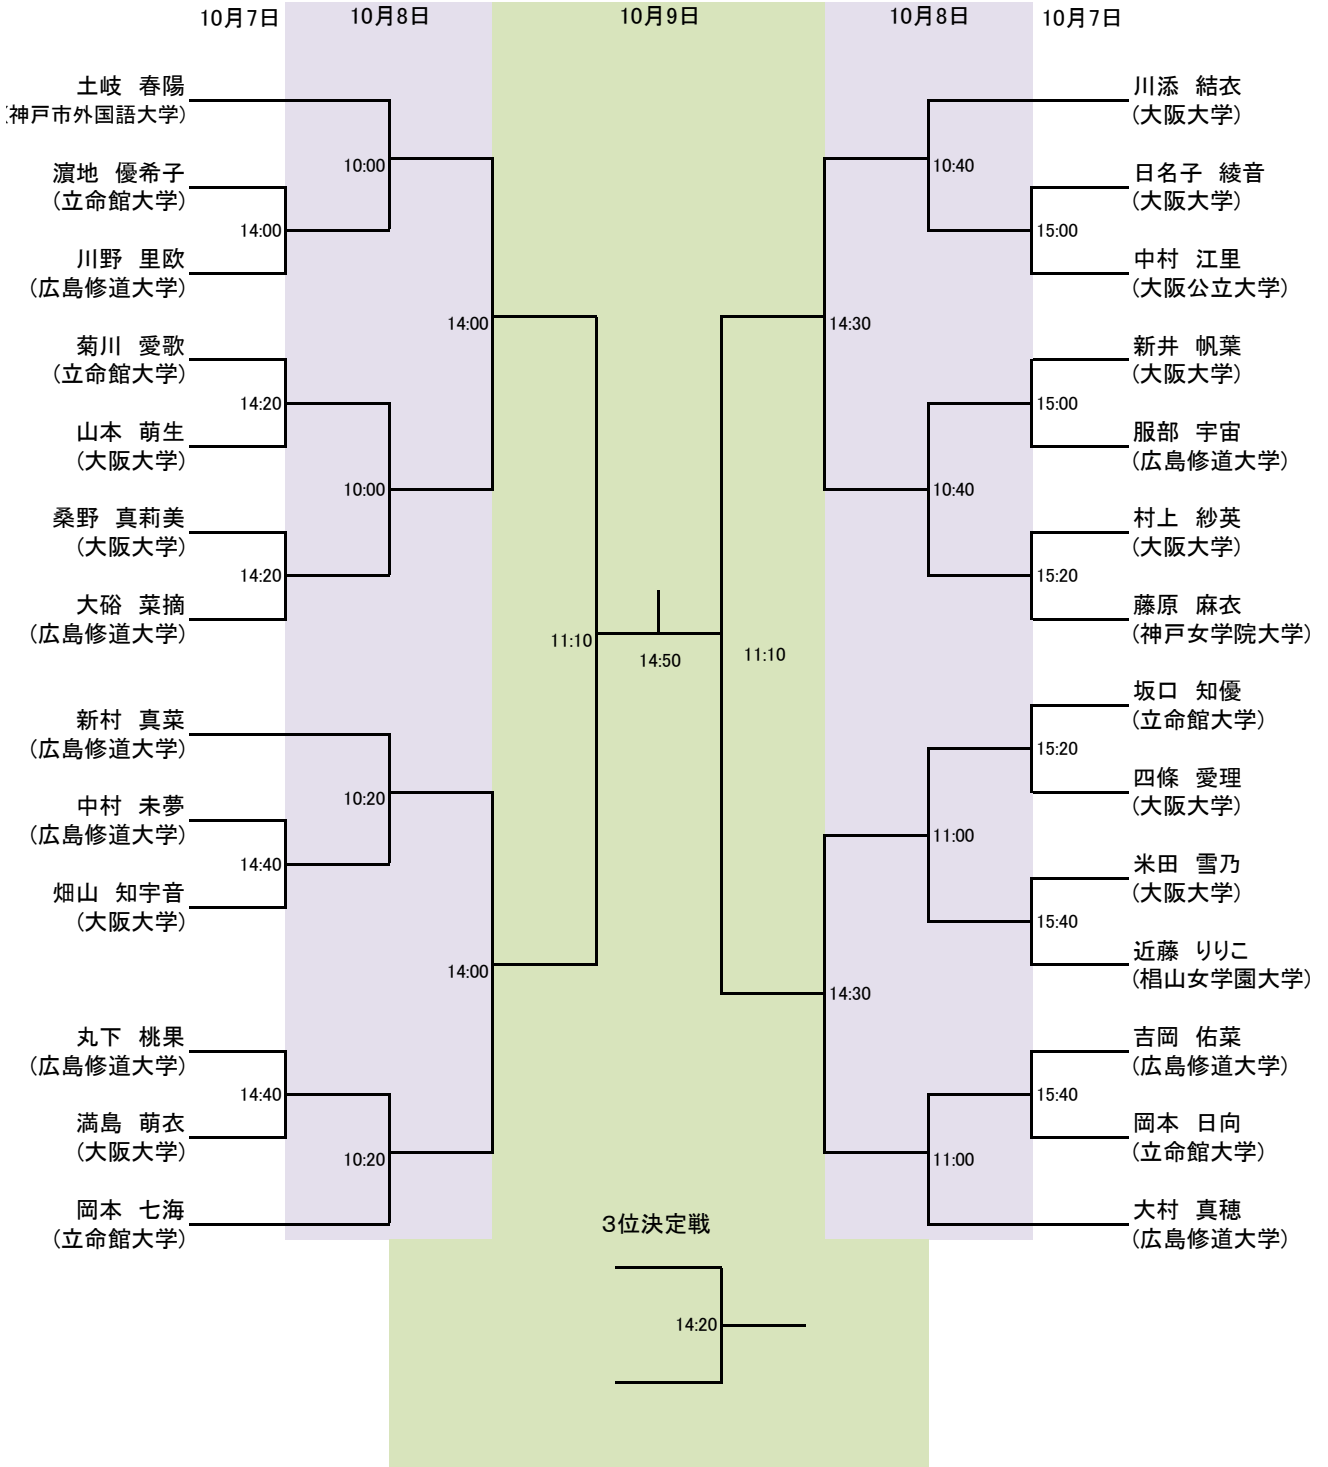 10月7日
10月8日
10月9日
10月8日
10月7日
土岐 春陽
(神戸市外国語大学)
10:00
濵地 優希子
(立命館大学)
14:00
川野 里欧
(広島修道大学)
14:00
菊川 愛歌
(立命館大学)
14:20
山本 萌生
(大阪大学)
10:00
桑野 真莉美
(大阪大学)
14:20
大硲 菜摘
(広島修道大学)
11:10
14:50
11:10
新村 真菜
(広島修道大学)
10:20
中村 未夢
(広島修道大学)
14:40
畑山 知宇音
(大阪大学)
14:00
丸下 桃果
(広島修道大学)
14:40
満島 萌衣
(大阪大学)
10:20
岡本 七海
(立命館大学)
川添 結衣
(大阪大学)
10:40
日名子 綾音
(大阪大学)
15:00
中村 江里
(大阪公立大学)
14:30
新井 帆葉
(大阪大学)
15:00
服部 宇宙
(広島修道大学)
10:40
村上 紗英
(大阪大学)
15:20
藤原 麻衣
(神戸女学院大学)
坂口 知優
(立命館大学)
15:20
四條 愛理
(大阪大学)
11:00
米田 雪乃
(大阪大学)
15:40
近藤 りりこ
(椙山女学園大学)
14:30
吉岡 佑菜
(広島修道大学)
15:40
岡本 日向
(立命館大学)
11:00
大村 真穂
(広島修道大学)
3位決定戦
14:20